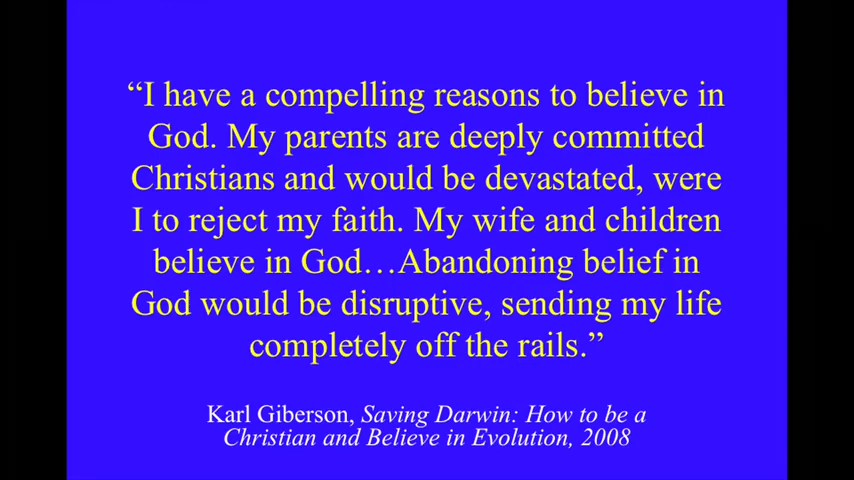 “I have a compelling reasons to believe in
God. My parents are deeply committed
Christians and would be devastated, were
I to reject my faith. My wife and children
believe in God…Abandoning belief in
God would be disruptive, sending my life
completely off the rails.”
Karl Giberson, Saving Darwin: How to be a
Christian and Believe in Evolution, 2008